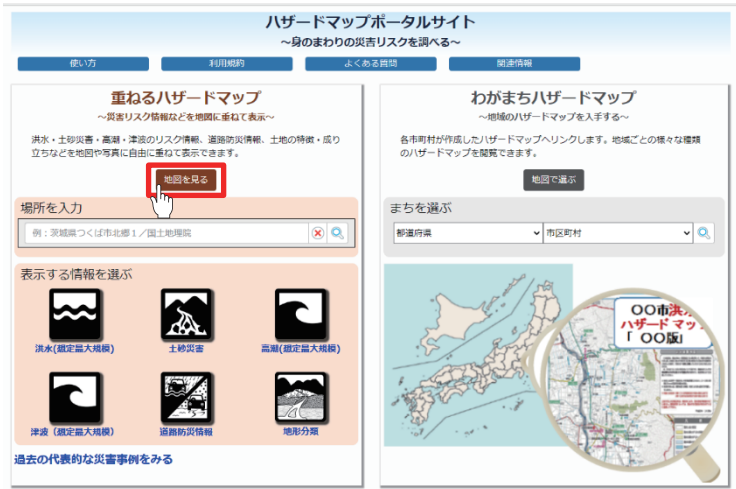 ハザードマップポータルサイト
～身のまわりの災害リスクを調べる～
使い方
利用規約
よくある質問
関連情報
重ねるハザードマップ
～災害リスク情報などを地図に重ねて表示～
洪水・土砂災害・高潮・津波のリスク情報、道路防災情報、土地の特徴・成り
立ちなどを地図や写真に自由に重ねて表示できます。
地図を見る
場所を入力
例：茨城県つくば市北郷１／国土地理院
表示する情報を選ぶ
洪水(想定最大規模)
土砂災害
高潮(想定最大規模)
津波（想定最大規模）
道路防災情報
地形分類
過去の代表的な災害事例をみる
わがまちハザードマップ
～地域のハザードマップを入手する～
各市町村が作成したハザードマップへリンクします。地域ごとの様々な種類
のハザードマップを閲覧できます。
地図で選ぶ
まちを選ぶ
都道府県
市区町村
〇〇市洪
ハザードマッ
「 〇〇版」